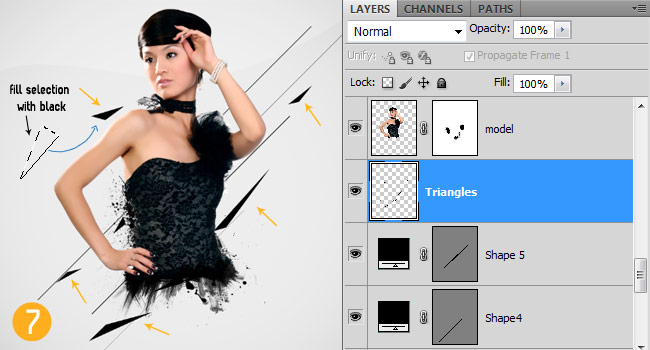 fill selection
with black
7
LAYERS CHANNELS PATHS
Normal Opacity: 100%
Unify: Propagate Frame 1
Lock: Fill: 100%
model
Triangles
Shape 5
Shape4